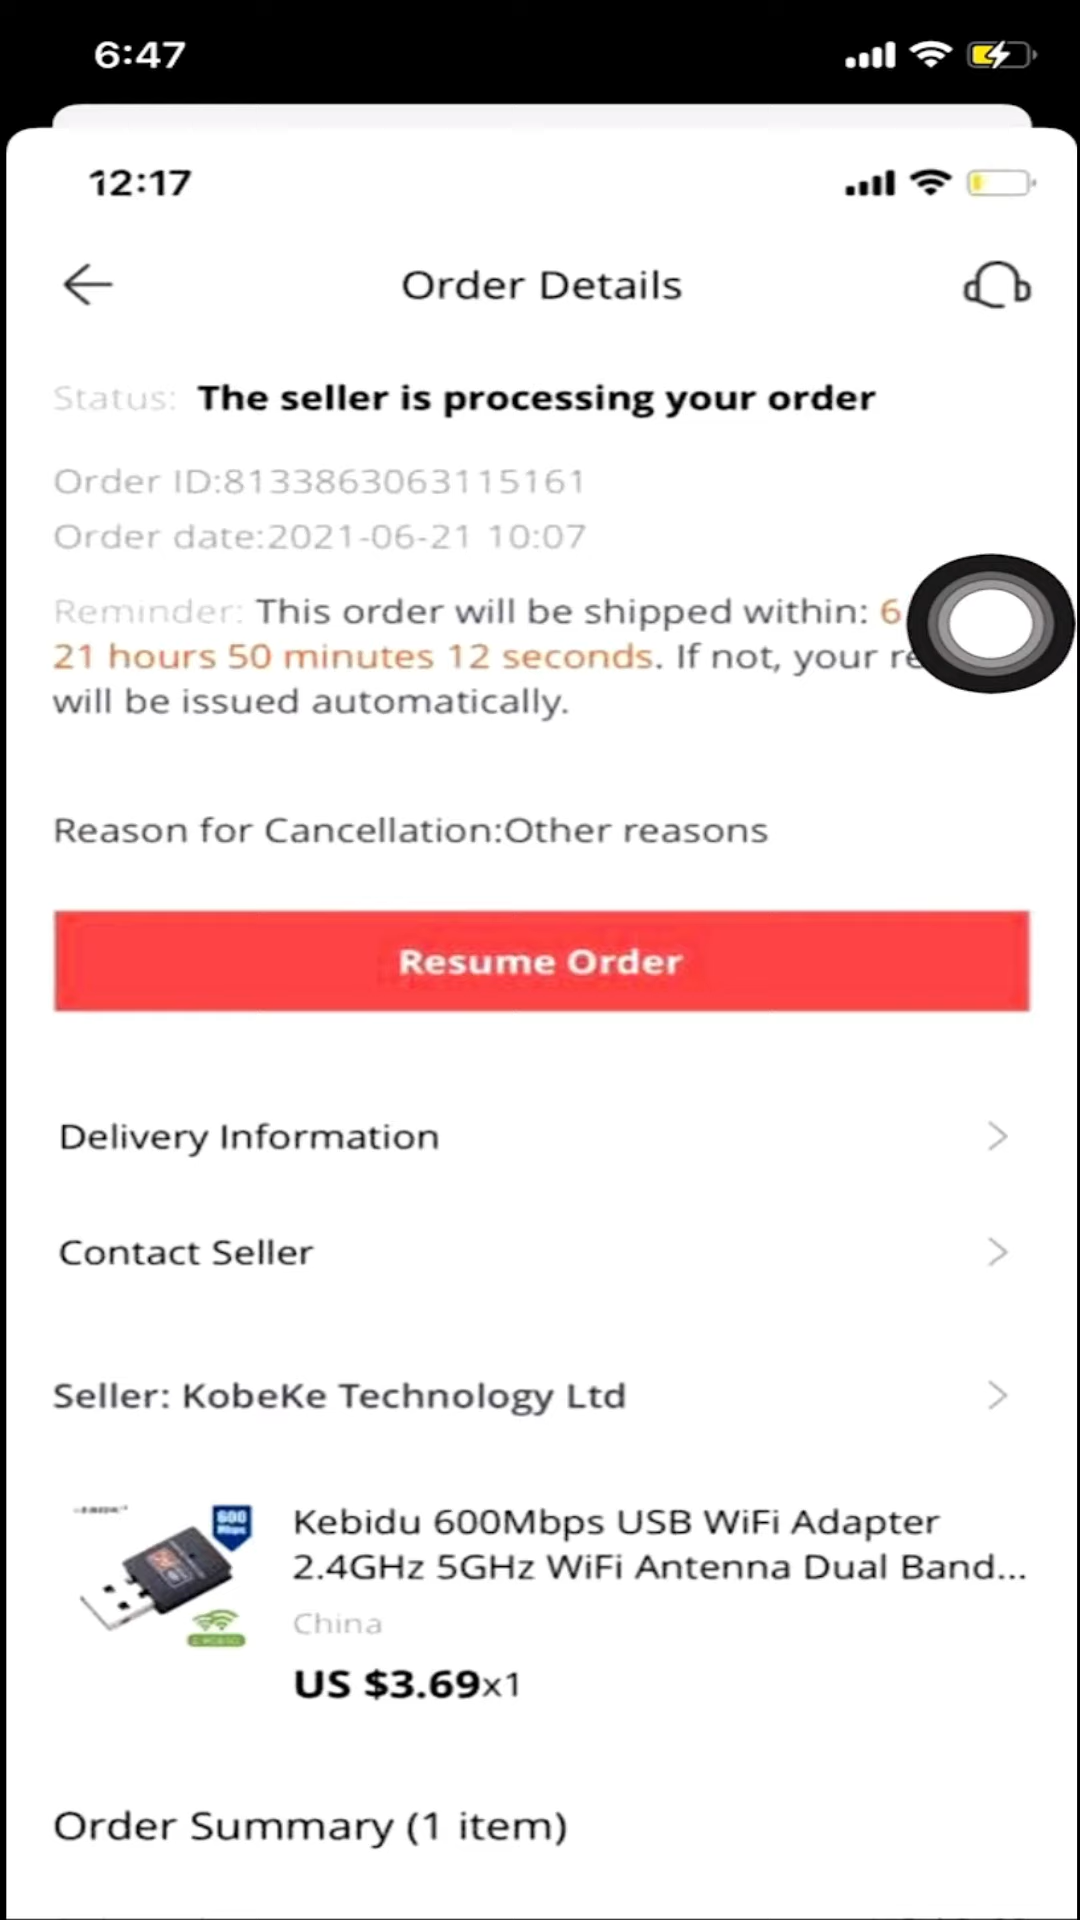 6:47
12:17
Order Details
Status: The seller is processing your order
Order ID:8133863063115161
Order date:2021-06-21 10:07
Reminder: This order will be shipped within: 6
21 hours 50 minutes 12 seconds. If not, your re
will be issued automatically.
Reason for Cancellation:Other reasons
Resume Order
Delivery Information
Contact Seller
Seller: KobeKe Technology Ltd
600
Mbps
Kebidu 600Mbps USB WiFi Adapter
2.4GHz 5GHz WiFi Antenna Dual Band...
China
US $3.69x1
Order Summary (1 item)